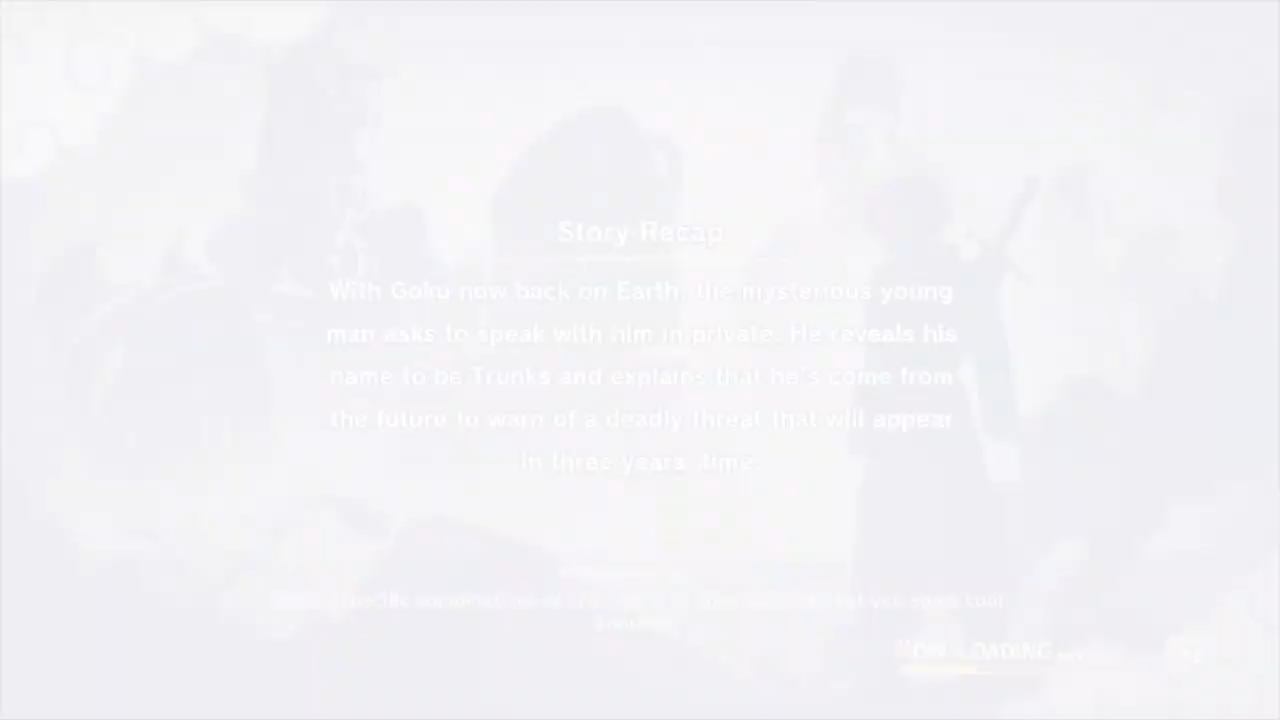 Story Recap
With Goku now back on Earth, the mysterious young
man asks to speak with him in private. He reveals his
name to be Trunks and explains that he's come from
the future to warn of a deadly threat that will appear
in three years' time.
NOW LOADING